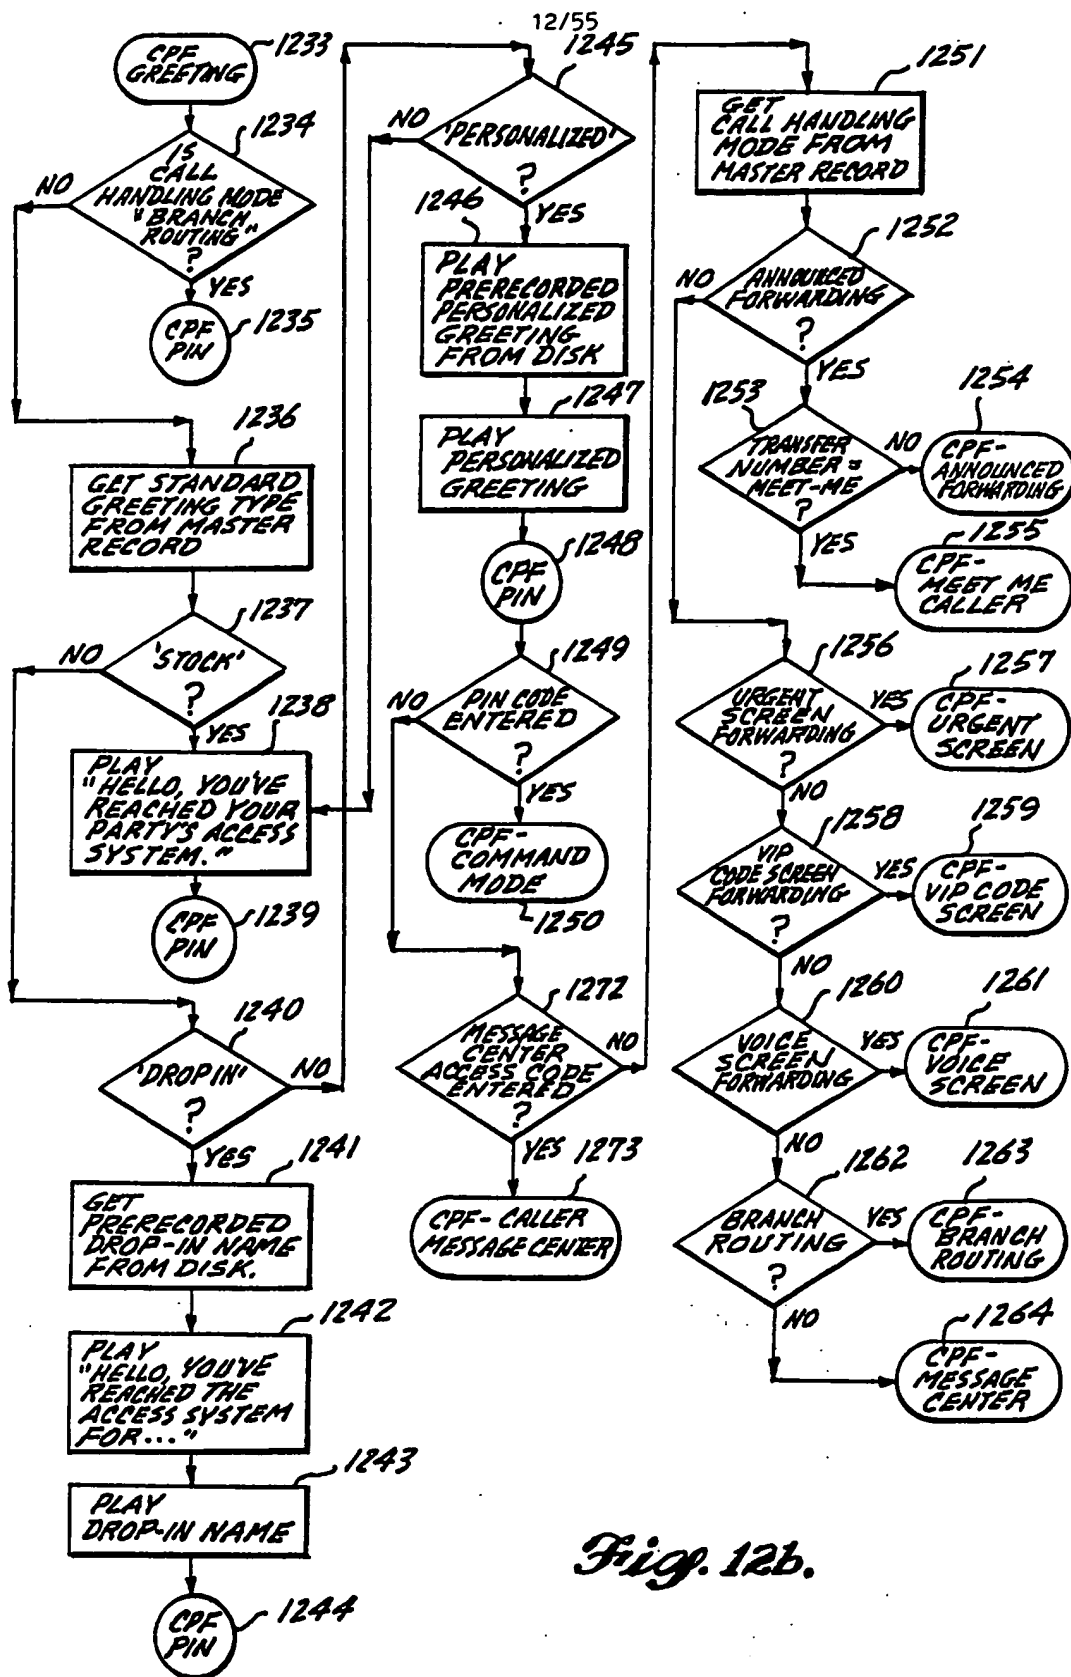 12/55
CPF
GREETING
1233
1234
IS
CALL
HANDLING MODE
"BRANCH
ROUTING"
?
NO
YES
CPF
PIN
1235
1236
GET STANDARD
GREETING TYPE
FROM MASTER
RECORD
1237
'STOCK'
?
NO
YES
1238
PLAY
"HELLO, YOU'VE
REACHED YOUR
PARTY'S ACCESS
SYSTEM."
CPF
PIN
1239
1240
'DROP IN'
?
NO
YES
1241
GET
PRERECORDED
DROP-IN NAME
FROM DISK.
1242
PLAY
"HELLO, YOU'VE
REACHED THE
ACCESS SYSTEM
FOR..."
1243
PLAY
DROP-IN NAME
CPF
PIN
1244
1245
'PERSONALIZED'
?
NO
YES
1246
PLAY
PRERECORDED
PERSONALIZED
GREETING
FROM DISK
1247
PLAY
PERSONALIZED
GREETING
1248
CPF
PIN
1249
PIN CODE
ENTERED
?
NO
YES
CPF-
COMMAND
MODE
1250
1272
MESSAGE
CENTER
ACCESS CODE
ENTERED
?
NO
YES
1273
CPF-CALLER
MESSAGE CENTER
1251
GET
CALL HANDLING
MODE FROM
MASTER RECORD
1252
ANNOUNCED
FORWARDING
?
NO
YES
1253
TRANSFER
NUMBER =
MEET-ME
?
NO
YES
1254
CPF-
ANNOUNCED
FORWARDING
1255
CPF-
MEET ME
CALLER
1256
URGENT
SCREEN
FORWARDING
?
YES
NO
1257
CPF-
URGENT
SCREEN
1258
VIP
CODE SCREEN
FORWARDING
?
YES
NO
1259
CPF-
VIP CODE
SCREEN
1260
VOICE
SCREEN
FORWARDING
?
YES
NO
1261
CPF-
VOICE
SCREEN
1262
BRANCH
ROUTING
?
YES
NO
1263
CPF-
BRANCH
ROUTING
1264
CPF-
MESSAGE
CENTER
Fig. 12b.